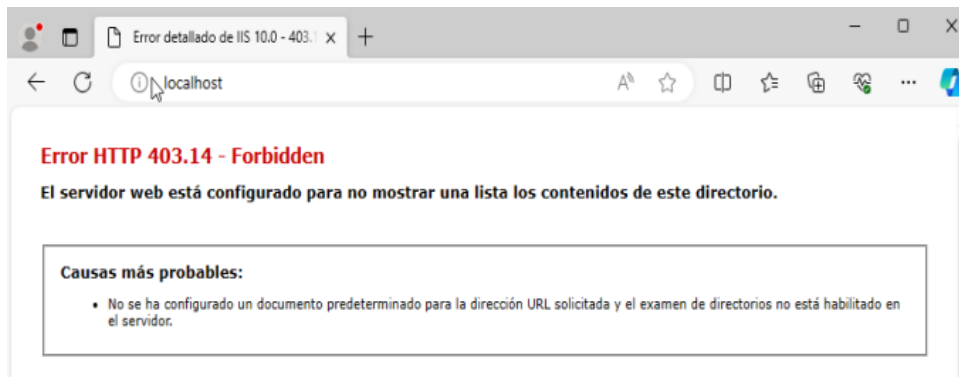 Error detallado de IIS 10.0 - 403.1
localhost
Error HTTP 403.14 - Forbidden
El servidor web está configurado para no mostrar una lista los contenidos de este directorio.
Causas más probables:
• No se ha configurado un documento predeterminado para la dirección URL solicitada y el examen de directorios no está habilitado en
el servidor.